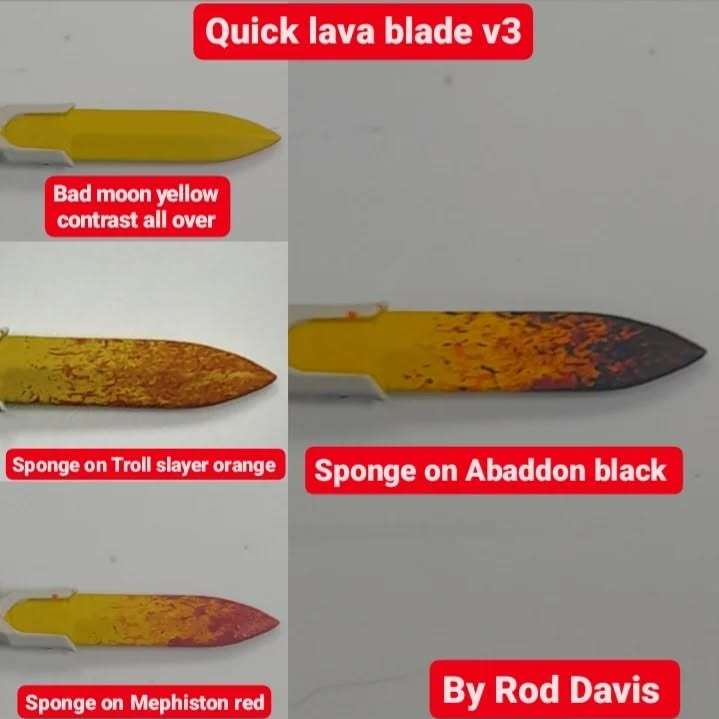 Quick lava blade v3
Bad moon yellow
contrast all over
Sponge on Troll slayer orange
Sponge on Mephiston red
Sponge on Abaddon black
By Rod Davis